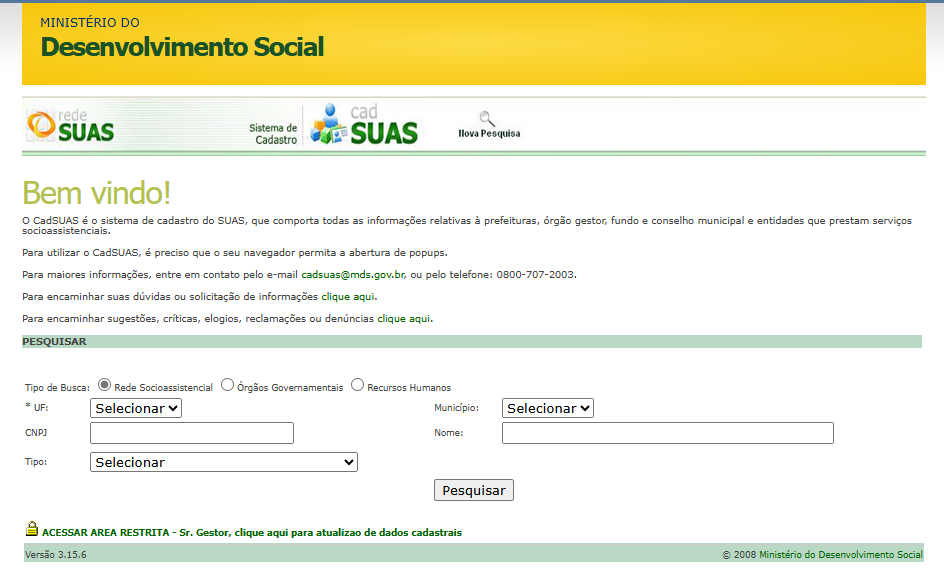 MINISTÉRIO DO
Desenvolvimento Social
rede
SUAS
Sistema de
Cadastro
cad
SUAS
Nova Pesquisa
Bem vindo!
O CadSUAS é o sistema de cadastro do SUAS, que comporta todas as informações relativas à prefeituras, órgão gestor, fundo e conselho municipal e entidades que prestam serviços
socioassistenciais.
Para utilizar o CadSUAS, é preciso que o seu navegador permita a abertura de popups.
Para maiores informações, entre em contato pelo e-mail cadsuas@mds.gov.br, ou pelo telefone: 0800-707-2003.
Para encaminhar suas dúvidas ou solicitação de informações clique aqui.
Para encaminhar sugestões, críticas, elogios, reclamações ou denúncias clique aqui.
PESQUISAR
Tipo de Busca: Rede Socioassistencial Órgãos Governamentais Recursos Humanos
* UF: Selecionar Município: Selecionar
CNPJ Nome:
Tipo: Selecionar
Pesquisar
ACESSAR AREA RESTRITA - Sr. Gestor, clique aqui para atualizao de dados cadastrais
Versão 3.15.6 © 2008 Ministério do Desenvolvimento Social